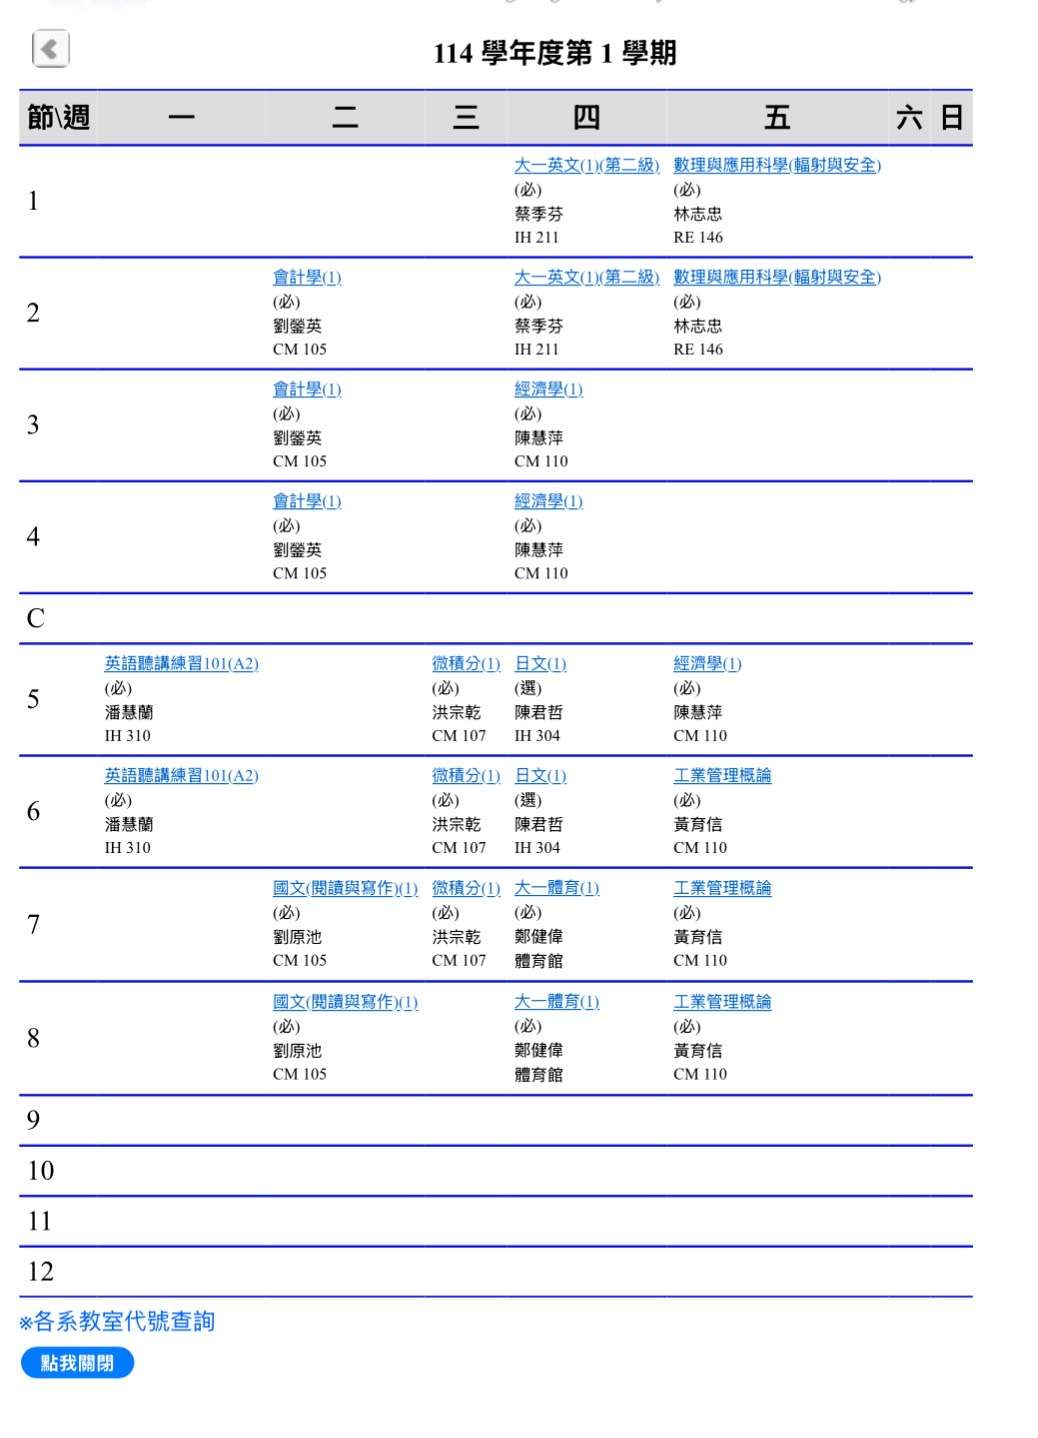 114 學年度第 1 學期
節\週 一 二 三 四 五 六 日
1
大一英文(1)(第二級) 數理與應用科學(輻射與安全)
(必) (必)
蔡季芬 林志忠
IH 211 RE 146
2
會計學(1) 大一英文(1)(第二級) 數理與應用科學(輻射與安全)
(必) (必) (必)
劉鎣英 蔡季芬 林志忠
CM 105 IH 211 RE 146
3
會計學(1) 經濟學(1)
(必) (必)
劉鎣英 陳慧萍
CM 105 CM 110
4
會計學(1) 經濟學(1)
(必) (必)
劉鎣英 陳慧萍
CM 105 CM 110
C
5
英語聽講練習101(A2) 微積分(1) 日文(1) 經濟學(1)
(必) (必) (選) (必)
潘慧蘭 洪宗乾 陳君哲 陳慧萍
IH 310 CM 107 IH 304 CM 110
6
英語聽講練習101(A2) 微積分(1) 日文(1) 工業管理概論
(必) (必) (選) (必)
潘慧蘭 洪宗乾 陳君哲 黃育信
IH 310 CM 107 IH 304 CM 110
7
國文(閱讀與寫作)(1) 微積分(1) 大一體育(1) 工業管理概論
(必) (必) (必) (必)
劉原池 洪宗乾 鄭健偉 黃育信
CM 105 CM 107 體育館 CM 110
8
國文(閱讀與寫作)(1) 大一體育(1) 工業管理概論
(必) (必) (必)
劉原池 鄭健偉 黃育信
CM 105 體育館 CM 110
9
10
11
12
※各系教室代號查詢
點我關閉